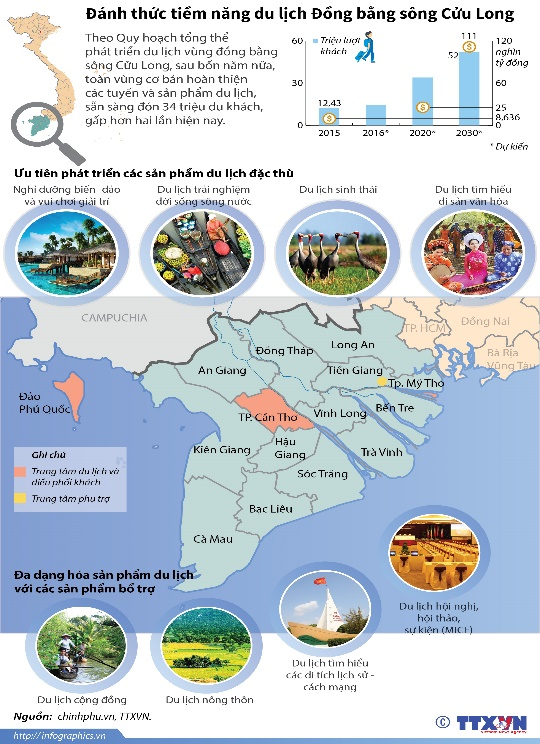 Đánh thức tiềm năng du lịch Đồng bằng sông Cửu Long
Theo Quy hoạch tổng thể
phát triển du lịch vùng đồng bằng
sông Cửu Long, sau bốn năm nữa,
toàn vùng cơ bản hoàn thiện
các tuyến và sản phẩm du lịch,
sẵn sàng đón 34 triệu du khách,
gấp hơn hai lần hiện nay.
60
30
0
Triệu lượt
khách
12,43
52
111
120
nghìn
tỷ đồng
60
25
8,636
0
2015 2016* 2020* 2030*
* Dự kiến
Ưu tiên phát triển các sản phẩm du lịch đặc thù
Nghỉ dưỡng biển- đảo
và vui chơi giải trí
Du lịch trải nghiệm
đời sống sông nước
Du lịch sinh thái
Du lịch tìm hiểu
di sản văn hóa
CAMPUCHIA
TP. HCM
Đồng Nai
Bà Rịa
Vũng Tàu
Long An
Đồng Tháp
Tiền Giang
An Giang
Tp. Mỹ Tho
Đảo
Phú Quốc
Bến Tre
Vĩnh Long
TP. Cần Thơ
Trà Vinh
Kiên Giang
Hậu
Giang
Sóc Trăng
Bạc Liêu
Cà Mau
Ghi chú
Trung tâm du lịch và
điều phối khách
Trung tâm phụ trợ
Đa dạng hóa sản phẩm du lịch
với các sản phẩm bổ trợ
Du lịch hội nghị,
hội thảo,
sự kiện (MICE)
Du lịch tìm hiểu
các di tích lịch sử -
cách mạng
Du lịch cộng đồng
Du lịch nông thôn
Nguồn: chinhphu.vn, TTXVN.
http:// infographics.vn
© TTXVN
Vietnam News Agency